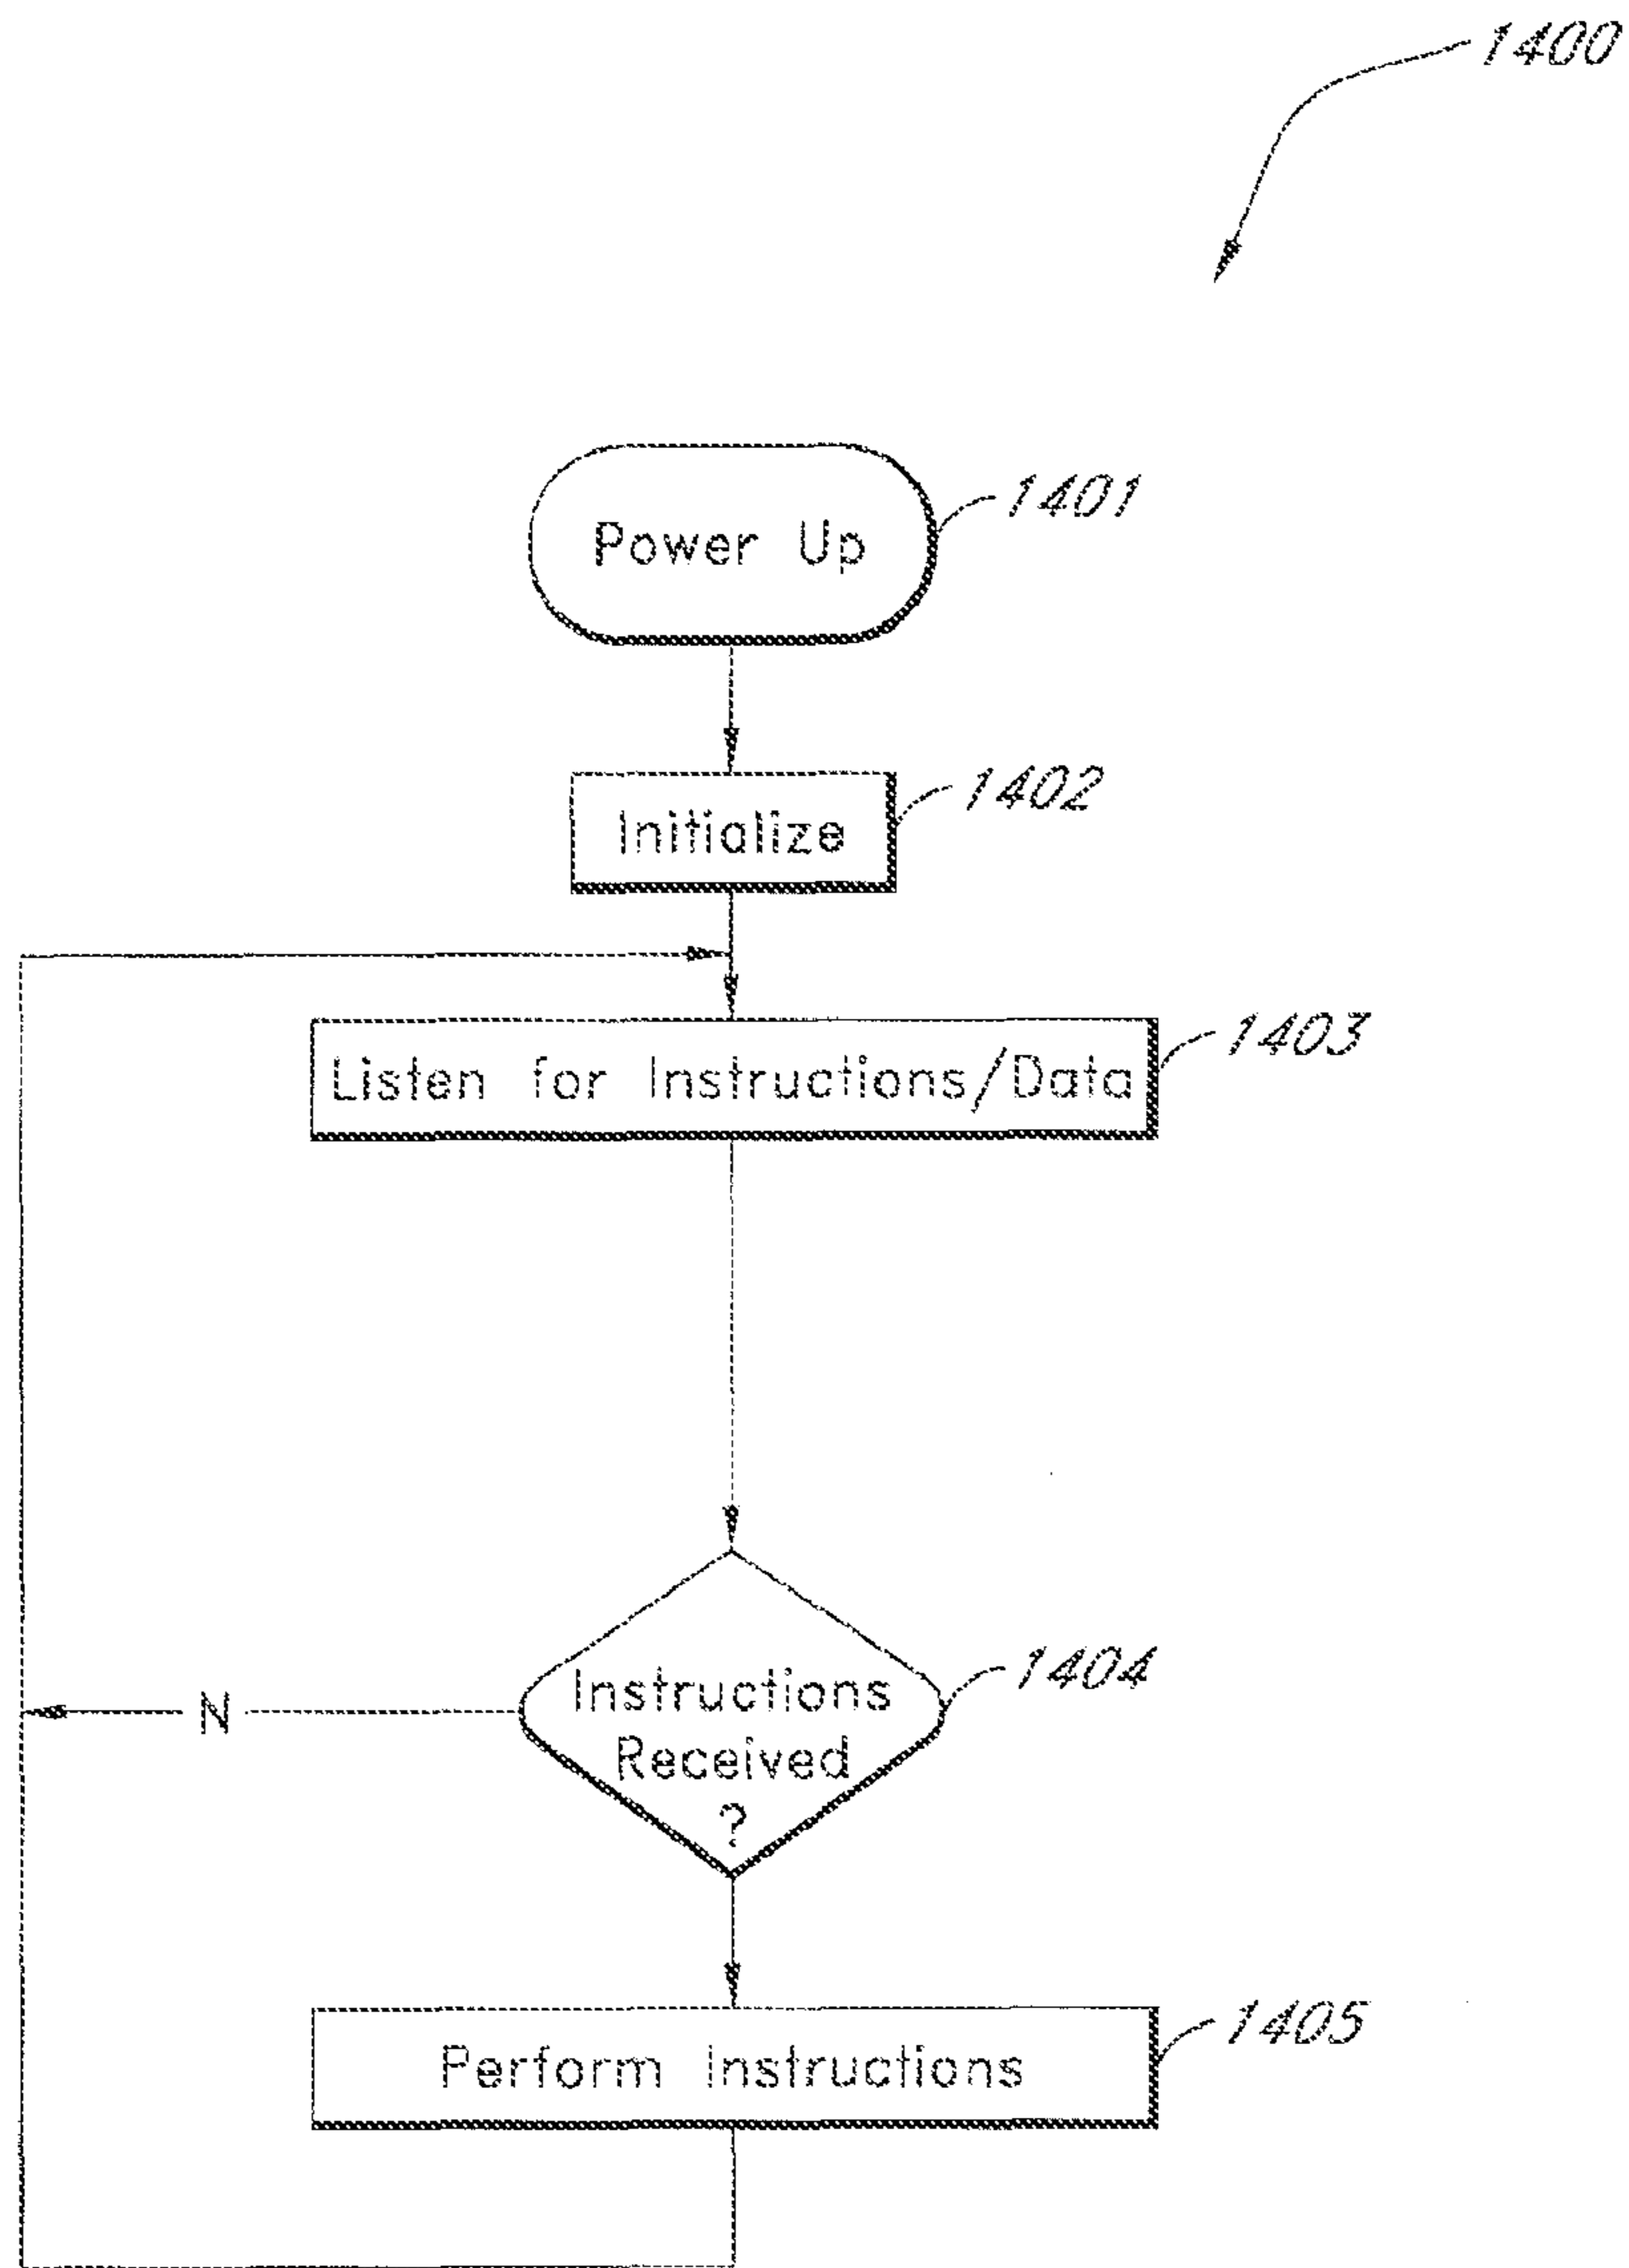 1400
Power Up
1401
Initialize
1402
Listen for Instructions/Data
1403
Instructions
Received
?
1404
N
Perform Instructions
1405